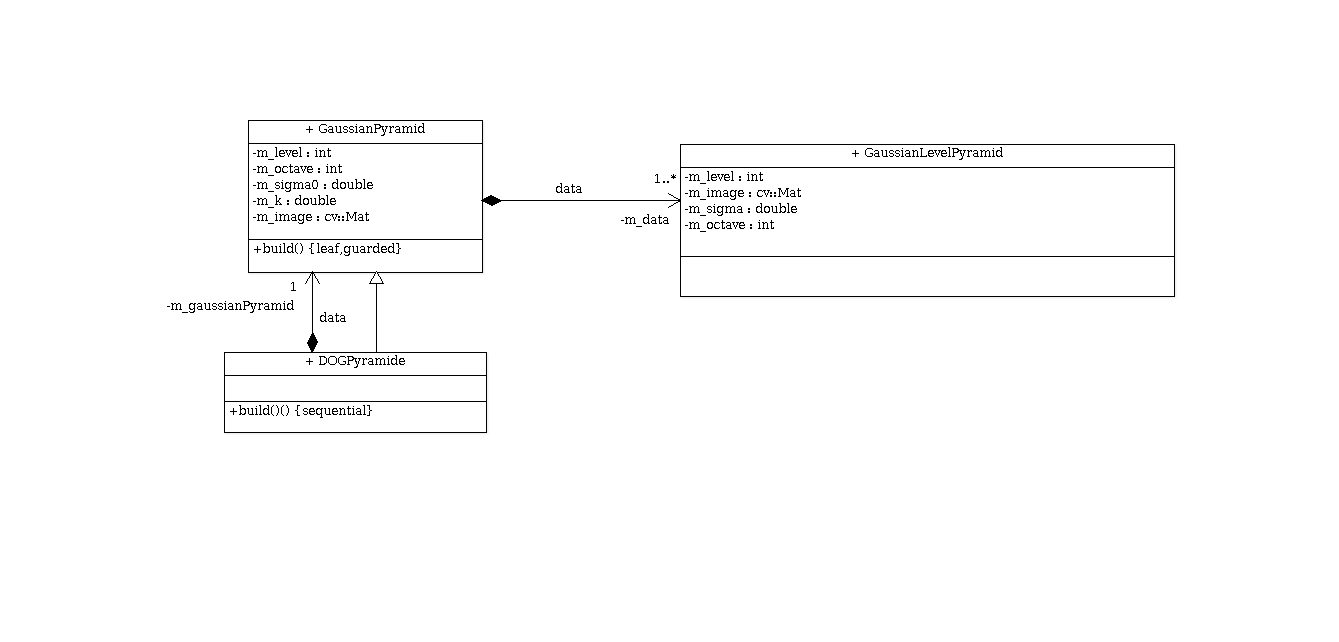 + GaussianPyramid
-m_level : int
-m_octave : int
-m_sigma0 : double
-m_k : double
-m_image : cv::Mat
+build() {leaf,guarded}
data
1..*
-m_data
+ GaussianLevelPyramid
-m_level : int
-m_image : cv::Mat
-m_sigma : double
-m_octave : int
1
-m_gaussianPyramid
data
+ DOGPyramide
+build()() {sequential}